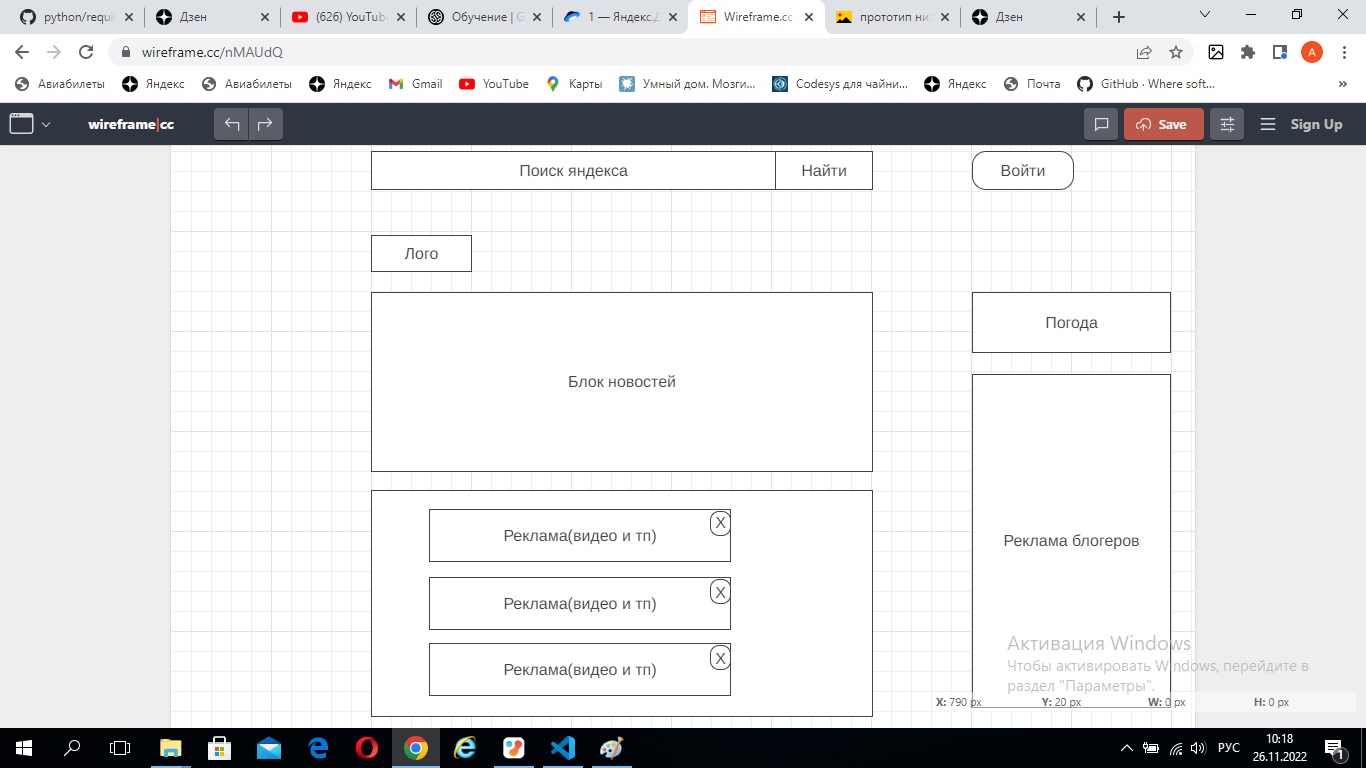 python/requi
Дзен
(626) YouTub
Обучение | G
1 — Яндекс.Д
Wireframe.cc
прототип ни
Дзен
wireframe.cc/nMAUdQ
A
Авиабилеты
Яндекс
Авиабилеты
Яндекс
Gmail
YouTube
Карты
Умный дом. Мозги...
Codesys для чайни...
Яндекс
Почта
GitHub · Where soft...
»
wireframe|cc
Save
Sign Up
Поиск яндекса
Найти
Войти
Лого
Погода
Блок новостей
Реклама(видео и тп)
X
Реклама блогеров
Реклама(видео и тп)
X
Реклама(видео и тп)
X
Активация Windows
Чтобы активировать Windows, перейдите в
раздел "Параметры".
X: 790 px
Y: 20 px
W: 0 px
H: 0 px
РУС
10:18
26.11.2022
1